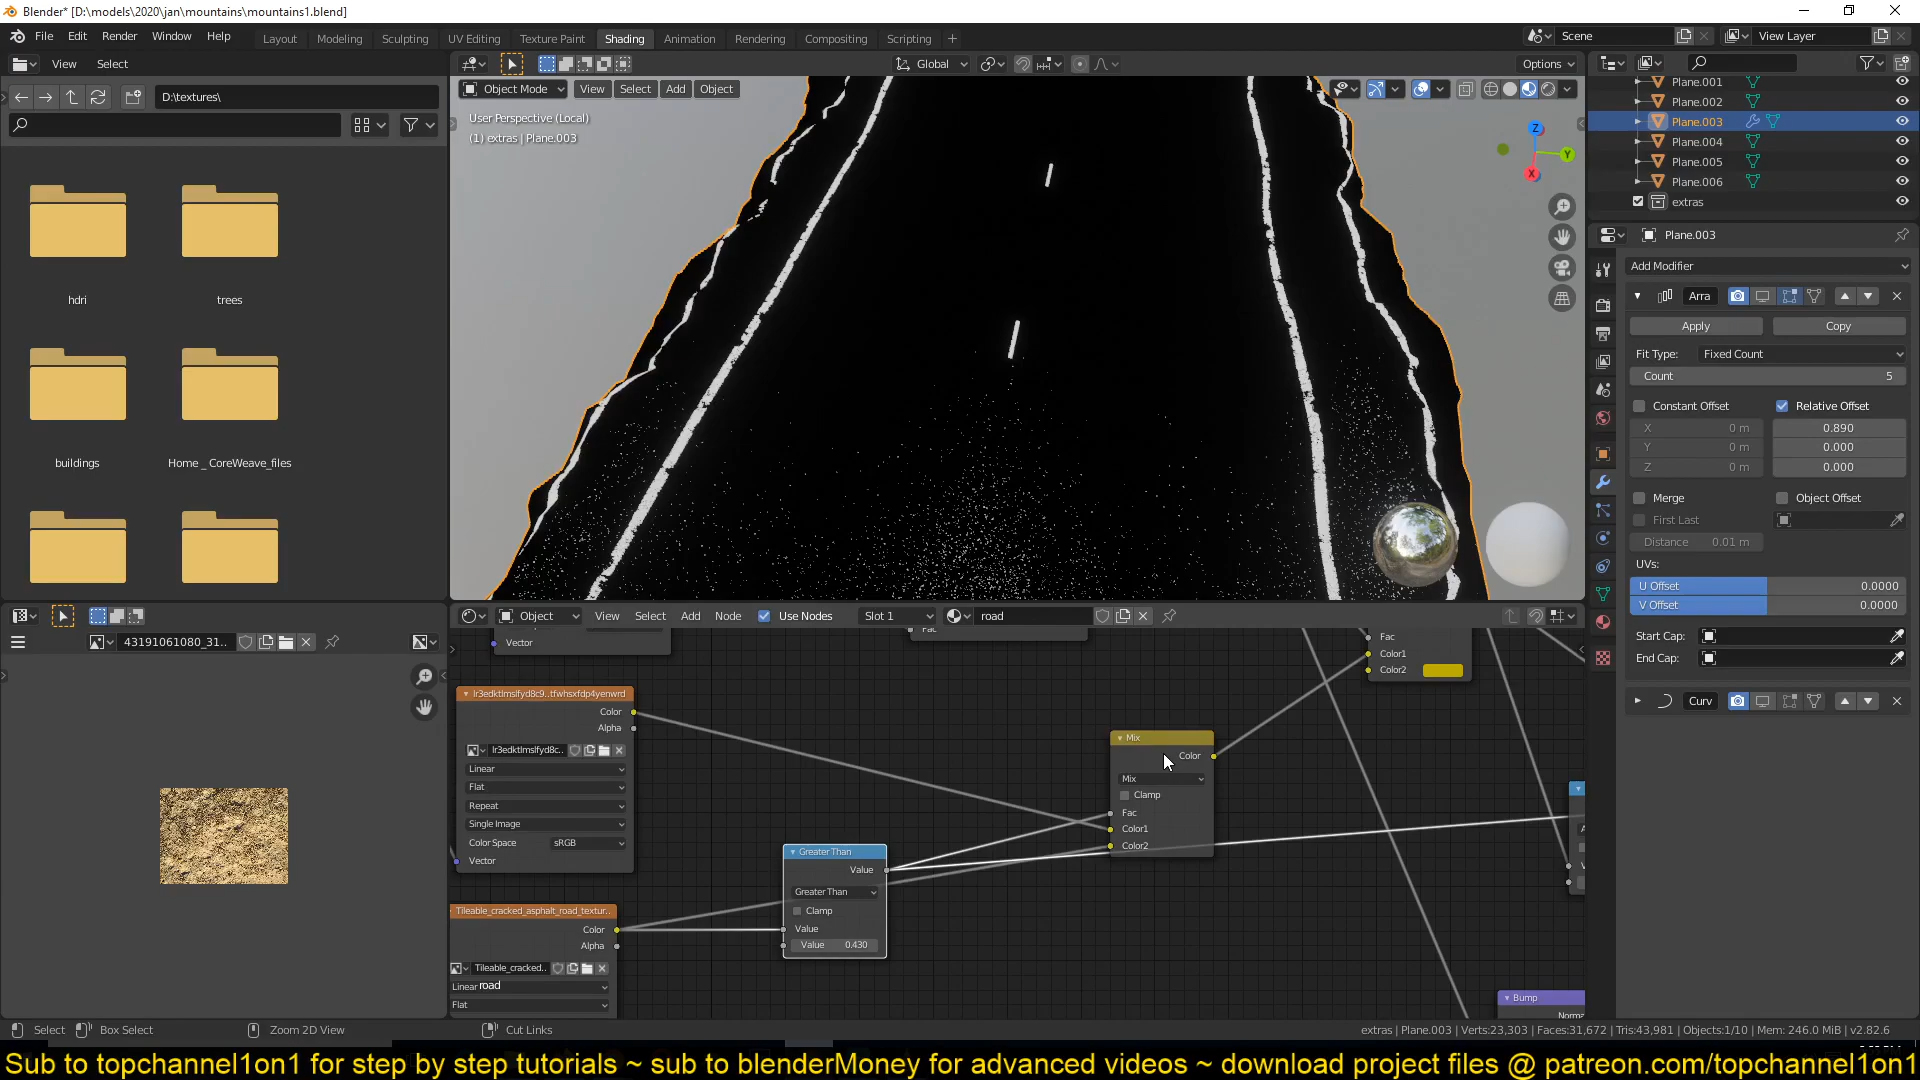 Blender* [D:\models\2020\jan\mountains\mountains1.blend]
File Edit Render Window Help
Layout Modeling Sculpting UV Editing Texture Paint Shading Animation Rendering Compositing Scripting +
Scene
View Layer
View Select
Global
Options
D:\textures\
Object Mode View Select Add Object
User Perspective (Local)
(1) extras | Plane.003
hdri
trees
buildings
Home _ CoreWeave_files
Z
Y
X
Plane.001
Plane.002
Plane.003
Plane.004
Plane.005
Plane.006
extras
Plane.003
Add Modifier
Arra
Apply
Copy
Fit Type: Fixed Count
Count 5
Constant Offset
Relative Offset
X 0 m 0.890
Y 0 m 0.000
Z 0 m 0.000
Merge
Object Offset
First Last
Distance 0.01 m
UVs:
U Offset 0.0000
V Offset 0.0000
Start Cap:
End Cap:
Curv
43191061080_31..
Object View Select Add Node Use Nodes Slot 1 road
Vector
Fac
Fac
Color1
Color2
Color
Alpha
lr3edktlmslfyd8c..
Linear
Flat
Repeat
Single Image
Color Space sRGB
Vector
Mix
Color
Mix
Clamp
Fac
Color1
Color2
Greater Than
Value
Greater Than
Clamp
Value
Value 0.430
Tileable_cracked_asphalt_road_textur..
Color
Alpha
Tileable_cracked..
Linear
road
Flat
Bump
Select Box Select Zoom 2D View Cut Links
extras | Plane.003 | Verts:23,303 | Faces:31,672 | Tris:43,981 | Objects:1/10 | Mem: 246.0 MiB | v2.82.6
Sub to topchannel1on1 for step by step tutorials ~ sub to blenderMoney for advanced videos ~ download project files @ patreon.com/topchannel1on1